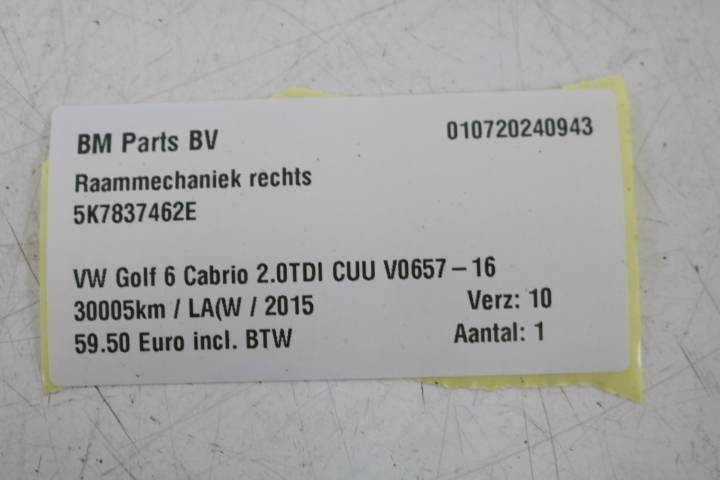 BM Parts BV 010720240943
Raammechaniek rechts
5K7837462E
VW Golf 6 Cabrio 2.0TDI CUU V0657-16
30005km / LA(W / 2015 Verz: 10
59.50 Euro incl. BTW Aantal: 1